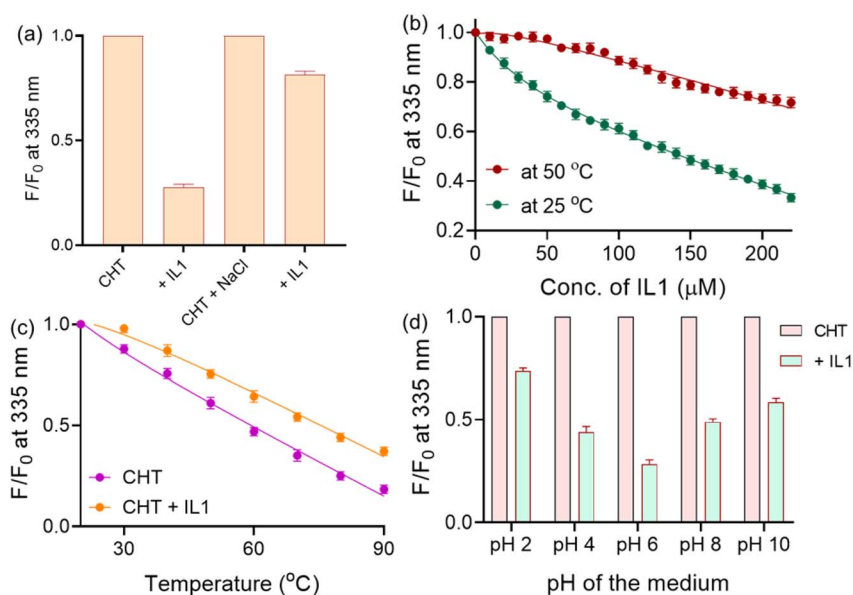 (a)
F/F0 at 335 nm
1.0
0.5
0.0
CHT
+ IL1
CHT + NaCl
+ IL1
(b)
F/F0 at 335 nm
1.0
0.8
0.6
0.4
0.2
at 50 °C
at 25 °C
0
50
100
150
200
Conc. of IL1 (μM)
(c)
F/F0 at 335 nm
1.0
0.5
0.0
CHT
CHT + IL1
30
60
90
Temperature (°C)
(d)
F/F0 at 335 nm
1.0
0.5
0.0
CHT
+ IL1
pH 2
pH 4
pH 6
pH 8
pH 10
pH of the medium